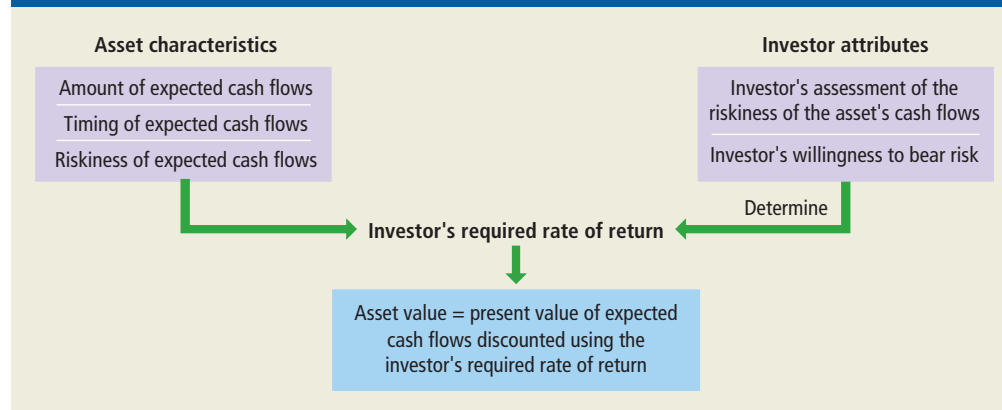 Asset characteristics
Amount of expected cash flows
Timing of expected cash flows
Riskiness of expected cash flows
Investor attributes
Investor's assessment of the
riskiness of the asset's cash flows
Investor's willingness to bear risk
Determine
Investor's required rate of return
Asset value = present value of expected
cash flows discounted using the
investor's required rate of return